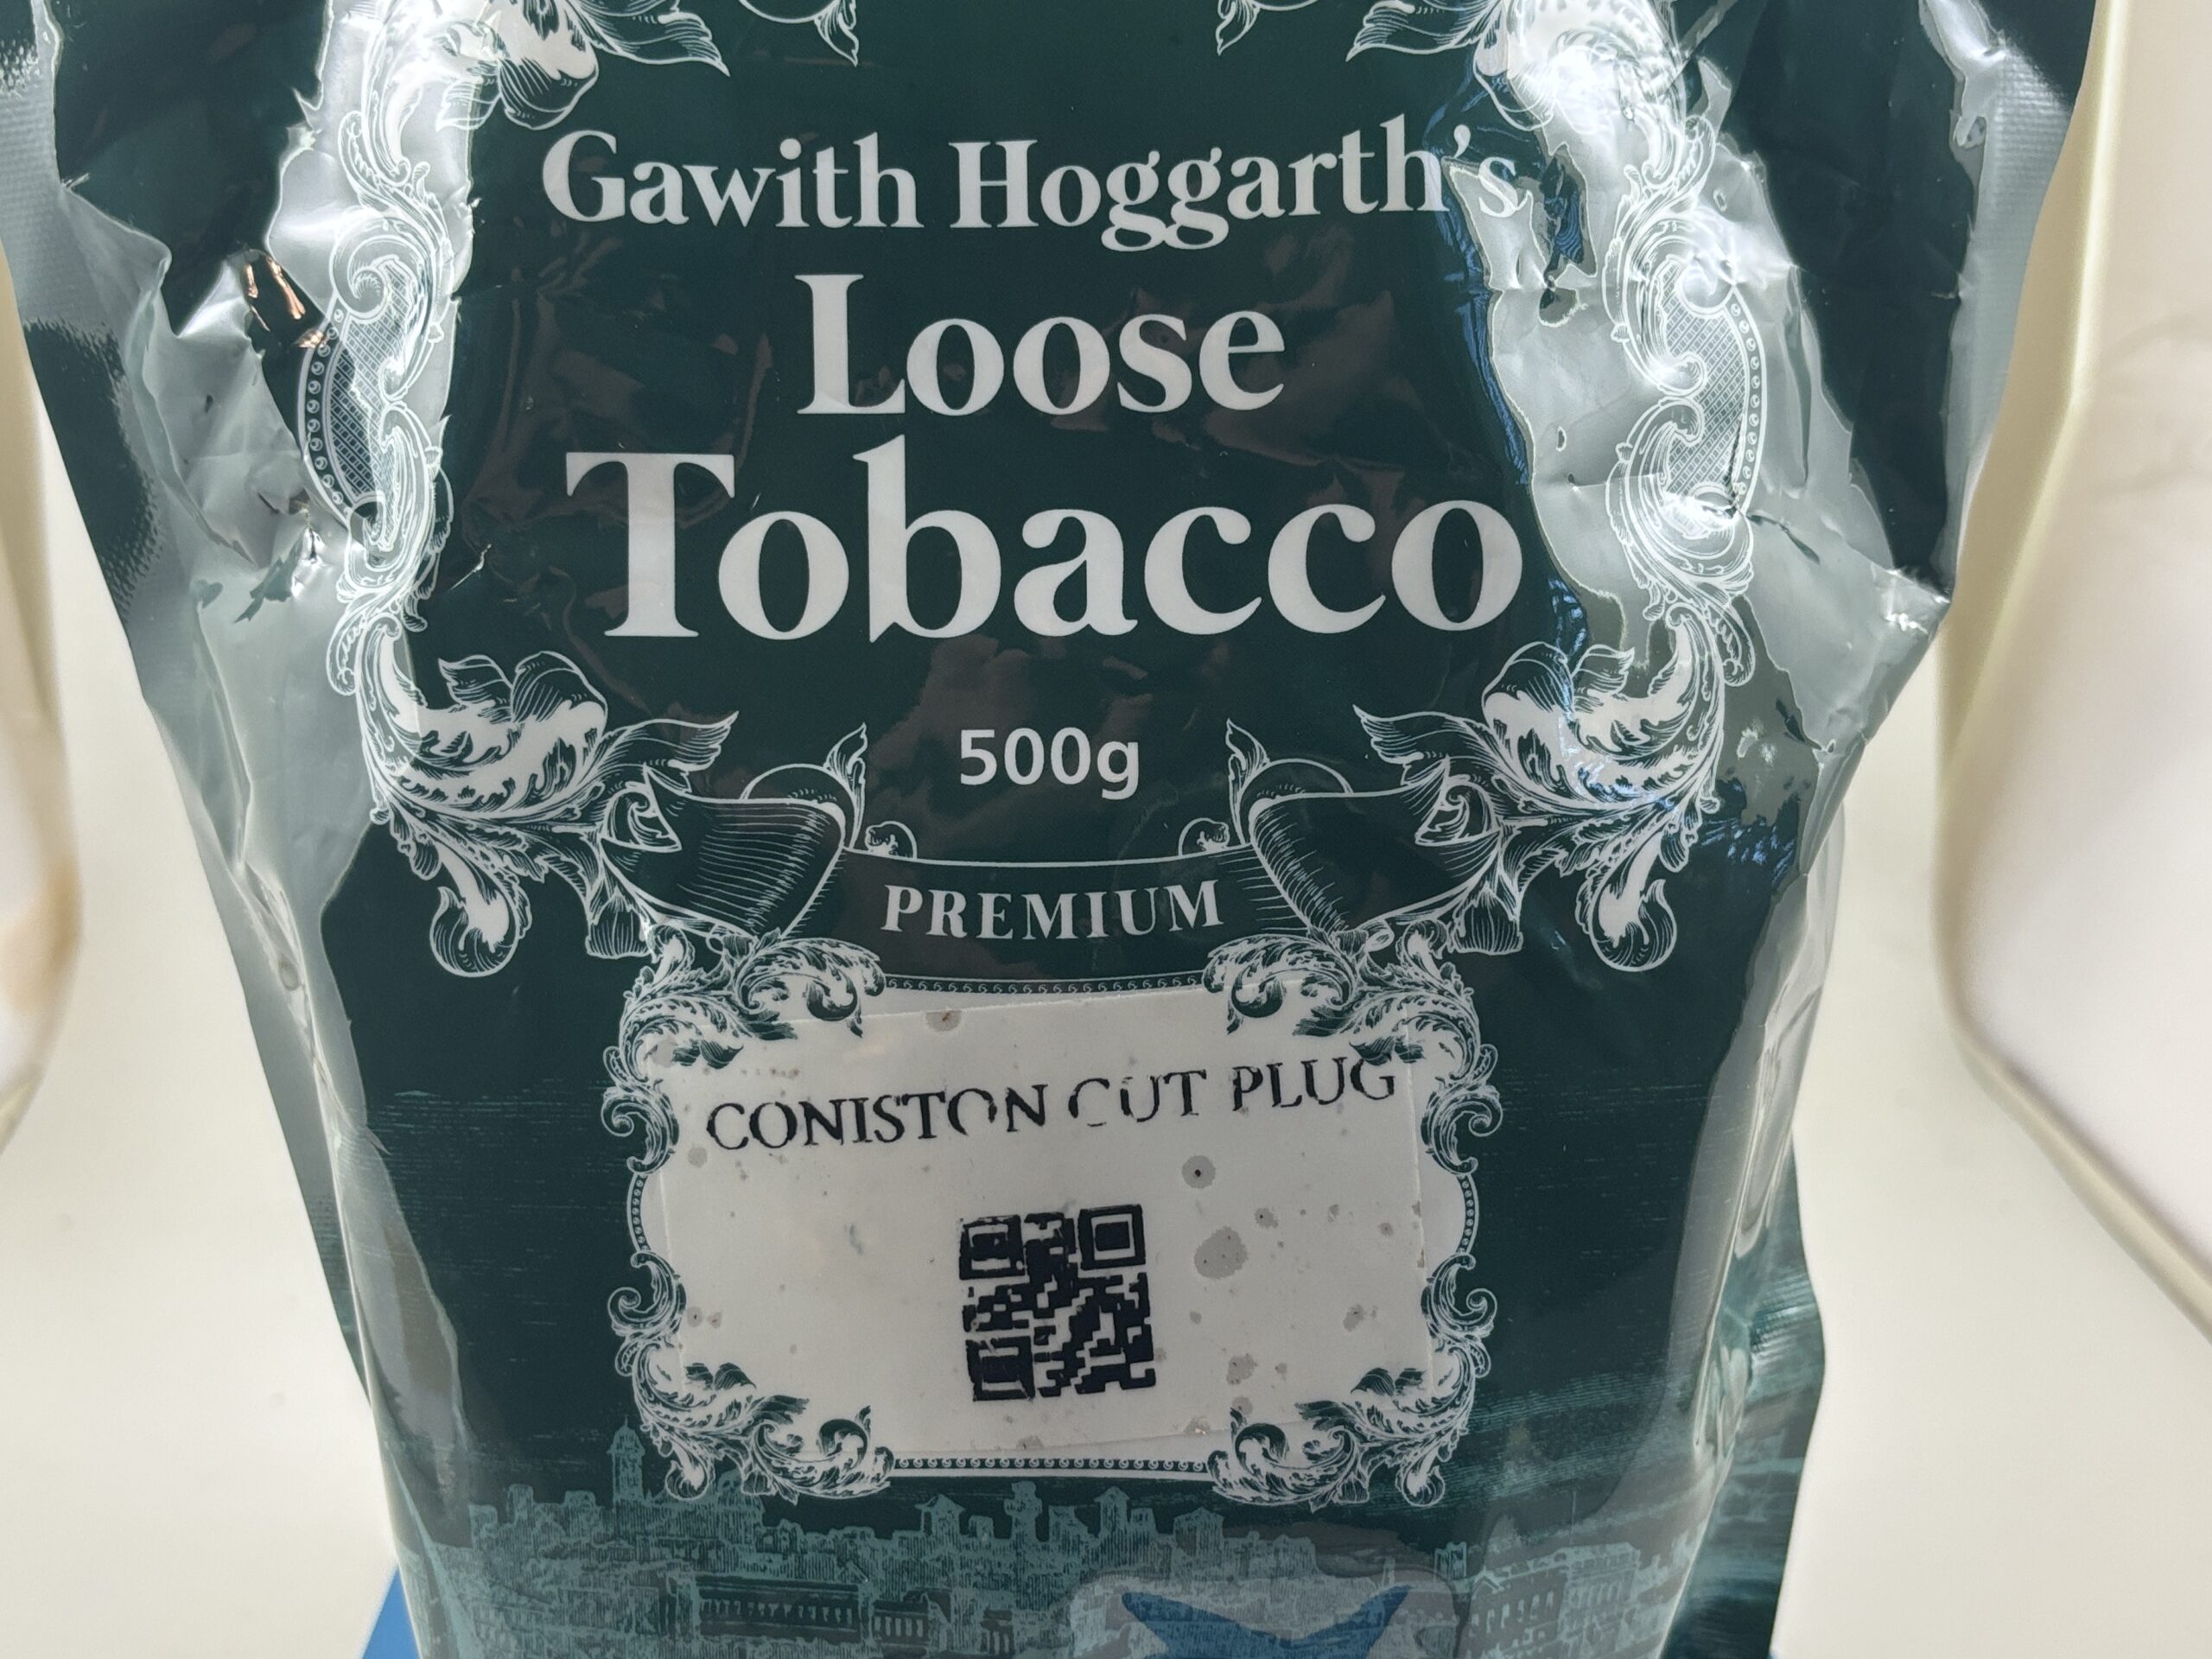 Gawith Hoggarth's
Loose
Tobacco
500g
PREMIUM
CONISTON CUT PLUG